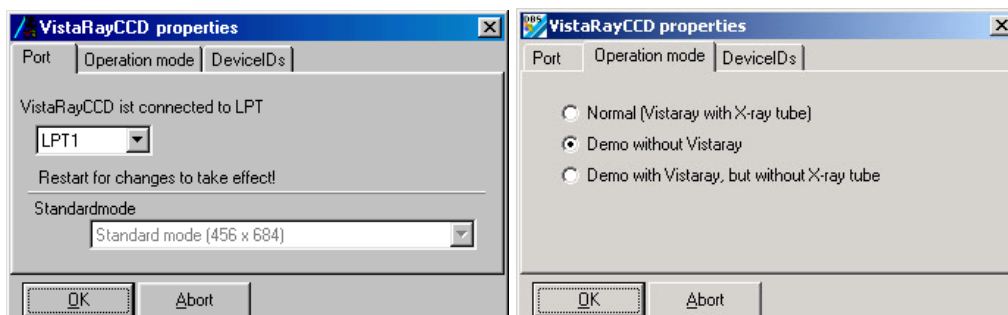 VistaRayCCD properties
Port Operation mode DeviceIDs
VistaRayCCD ist connected to LPT
LPT1
Restart for changes to take effect!
Standardmode
Standard mode (456 x 684)
OK Abort
DBS VistaRayCCD properties
Port Operation mode DeviceIDs
Normal (Vistaray with X-ray tube)
Demo without Vistaray
Demo with Vistaray, but without X-ray tube
OK Abort